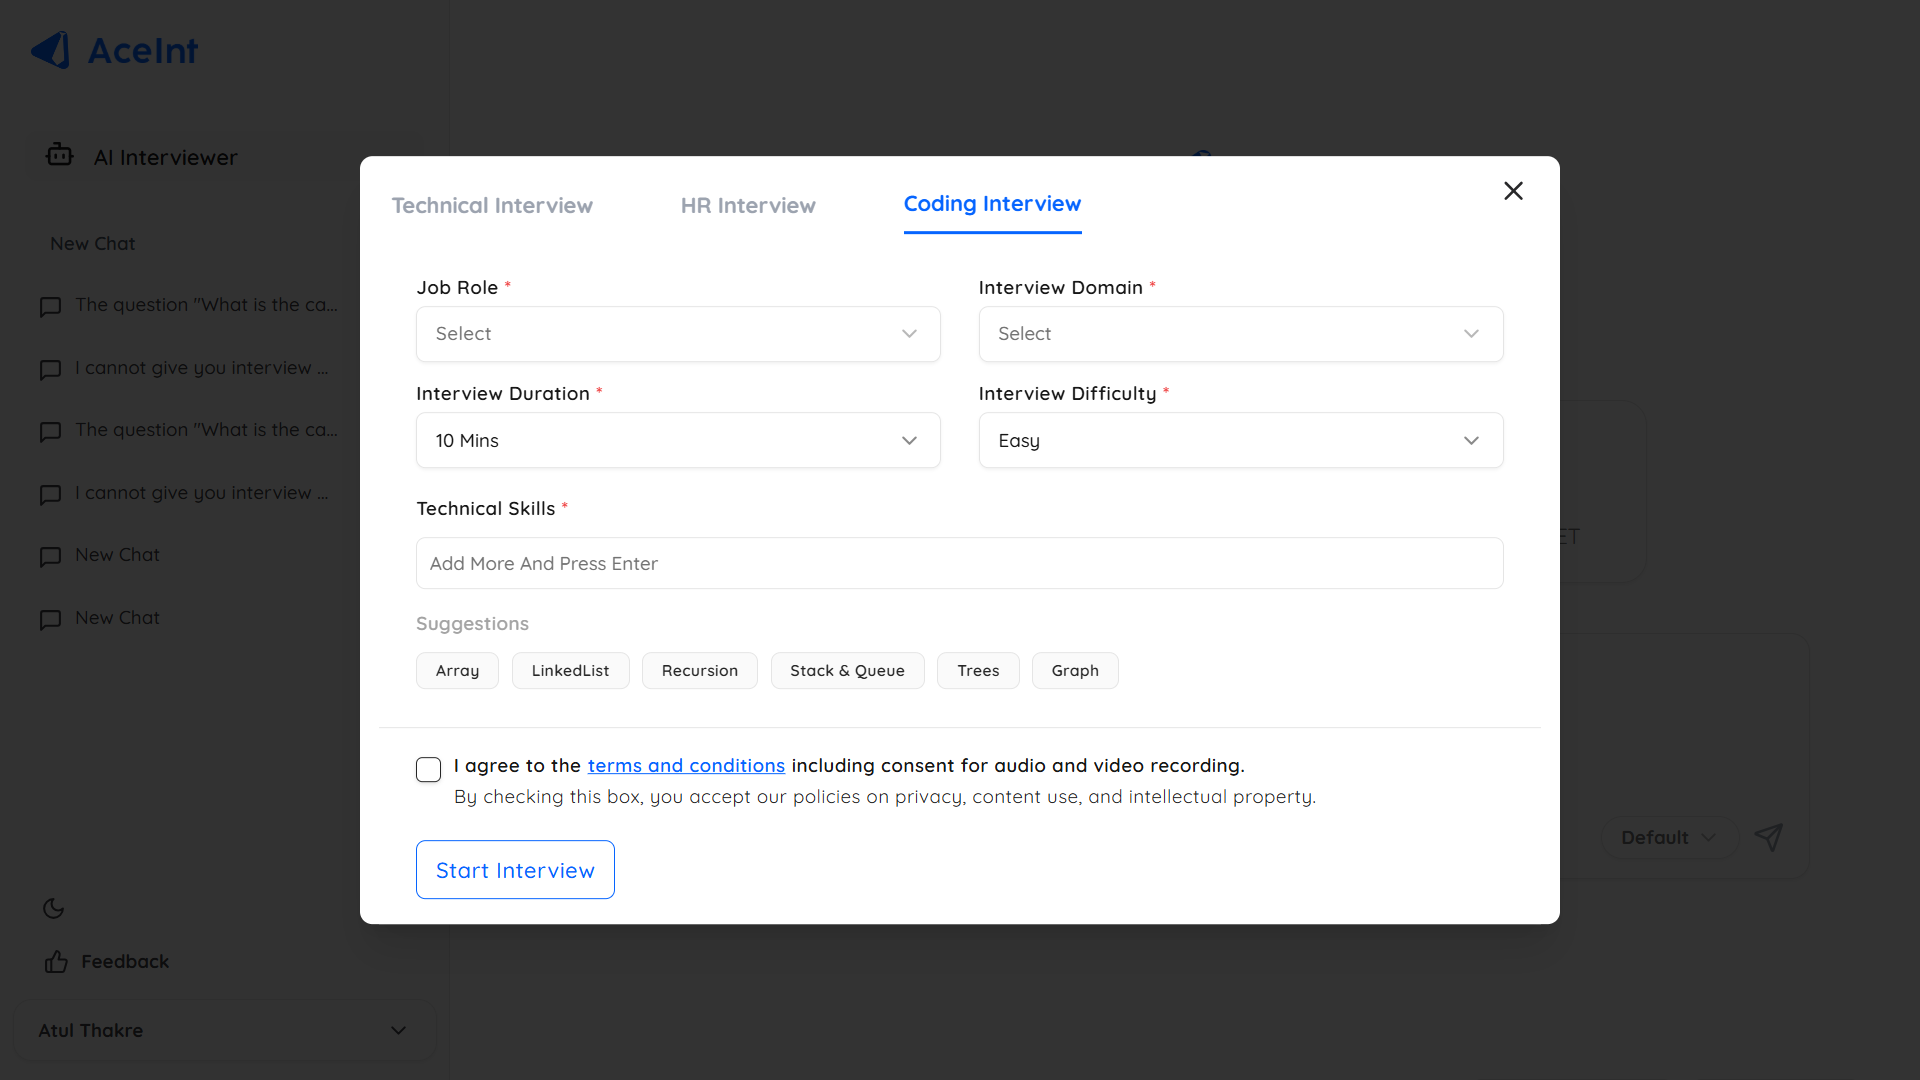 AceInt
AI Interviewer
New Chat
The question "What is the ca...
I cannot give you interview ...
The question "What is the ca...
I cannot give you interview ...
New Chat
New Chat
Feedback
Atul Thakre
Technical Interview
HR Interview
Coding Interview
Job Role *
Select
Interview Domain *
Select
Interview Duration *
10 Mins
Interview Difficulty *
Easy
Technical Skills *
Add More And Press Enter
Suggestions
Array
LinkedList
Recursion
Stack & Queue
Trees
Graph
I agree to the terms and conditions including consent for audio and video recording.
By checking this box, you accept our policies on privacy, content use, and intellectual property.
Start Interview
Default